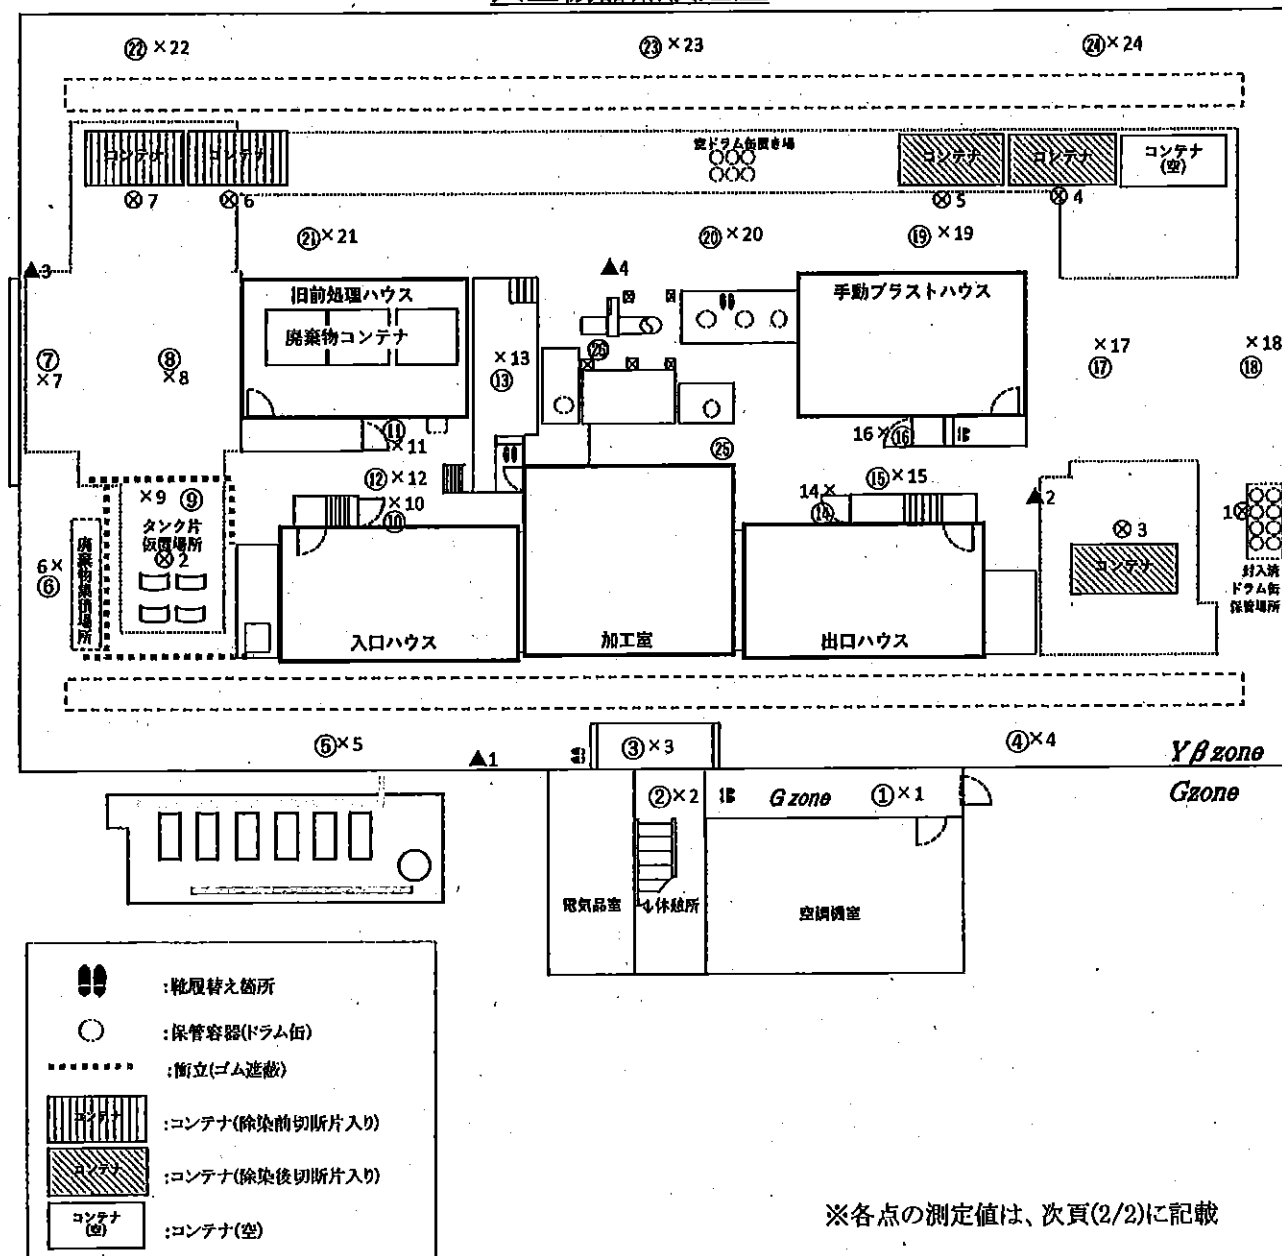 ㉒×22
㉓×23
㉔×24
コンテナ
コンテナ
空ドラム缶置き場
コンテナ
コンテナ
コンテナ
(空)
⊗7
⊗6
⊗5
⊗4
㉑×21
⑳×20
⑲×19
▲3
▲4
旧前処理ハウス
手動ブラストハウス
廃棄物コンテナ
⑦
×7
⑧
×8
×13
⑬
㉖
×17
⑰
×18
⑱
⑪
×11
16×⑯
㉕
⑫×12
⑮×15
×9 ⑨
×10
⑩
14×
⑭
▲2
1⊗
タンク片
仮置場所
⊗2
⊗3
廃棄物集積場所
6×
⑥
コンテナ
封入済
ドラム缶
保管場所
入口ハウス
加工室
出口ハウス
⑤×5
③×3
④×4
▲1
Yβzone
Gzone
②×2
Gzone
①×1
電気品室
休憩所
空調機室
:靴履替え箇所
:保管容器(ドラム缶)
:衝立(ゴム遮蔽)
コンテナ
:コンテナ(除染前切断片入り)
コンテナ
:コンテナ(除染後切断片入り)
コンテナ
(空)
:コンテナ(空)
※各点の測定値は、次頁(2/2)に記載